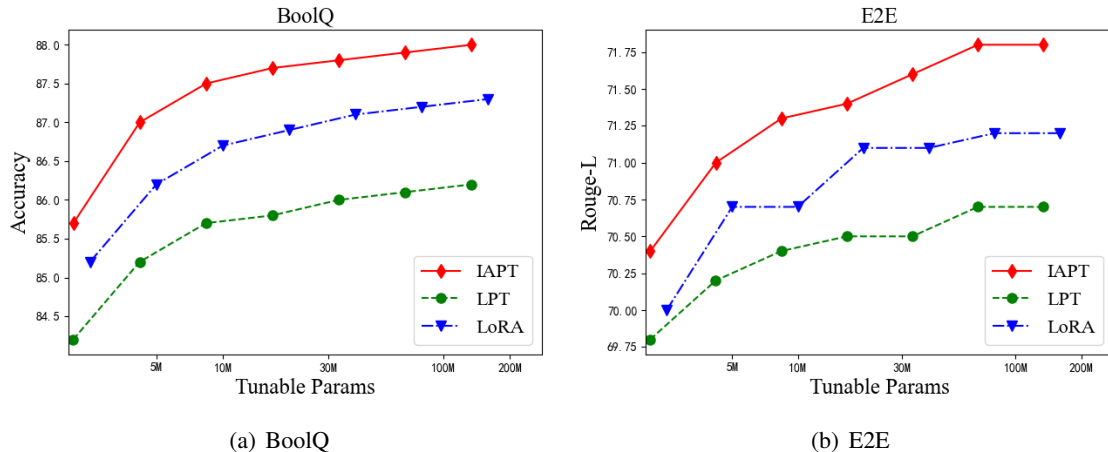 BoolQ
88.0
87.5
87.0
86.5
86.0
85.5
85.0
84.5
Accuracy
IAPT
LPT
LoRA
5M 10M 30M 100M 200M
Tunable Params
(a) BoolQ
E2E
71.75
71.50
71.25
71.00
70.75
70.50
70.25
70.00
69.75
Rouge-L
IAPT
LPT
LoRA
5M 10M 30M 100M 200M
Tunable Params
(b) E2E